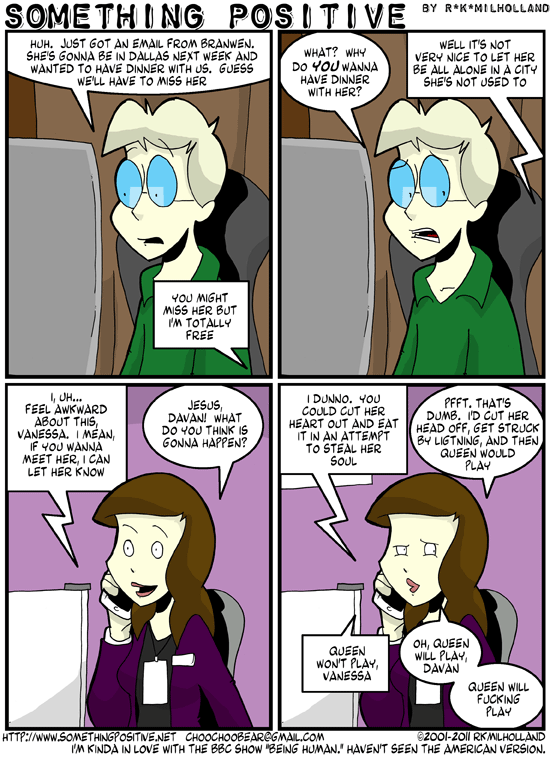 SOMETHING POSITIVE BY R*K*MILHOLLAND
HUH. JUST GOT AN EMAIL FROM BRANWEN.
SHE'S GONNA BE IN DALLAS NEXT WEEK AND
WANTED TO HAVE DINNER WITH US. GUESS
WE'LL HAVE TO MISS HER
YOU MIGHT
MISS HER BUT
I'M TOTALLY
FREE
WHAT? WHY
DO YOU WANNA
HAVE DINNER
WITH HER?
WELL IT'S NOT
VERY NICE TO LET HER
BE ALL ALONE IN A CITY
SHE'S NOT USED TO
I, UH...
FEEL AWKWARD
ABOUT THIS,
VANESSA. I MEAN,
IF YOU WANNA
MEET HER, I CAN
LET HER KNOW
JESUS,
DAVAN! WHAT
DO YOU THINK IS
GONNA HAPPEN?
I DUNNO. YOU
COULD CUT HER
HEART OUT AND EAT
IT IN AN ATTEMPT
TO STEAL HER
SOUL
PFFT. THAT'S
DUMB. I'D CUT HER
HEAD OFF, GET STRUCK
BY LIGTNING, AND THEN
QUEEN WOULD
PLAY
QUEEN
WON'T PLAY,
VANESSA
OH, QUEEN
WILL PLAY,
DAVAN
QUEEN WILL
FUCKING
PLAY
HTTP://WWW.SOMETHINGPOSITIVE.NET CHOOCHOOBEAR@GMAIL.COM ©2001-2011 RKMILHOLLAND
I'M KINDA IN LOVE WITH THE BBC SHOW "BEING HUMAN." HAVEN'T SEEN THE AMERICAN VERSION.